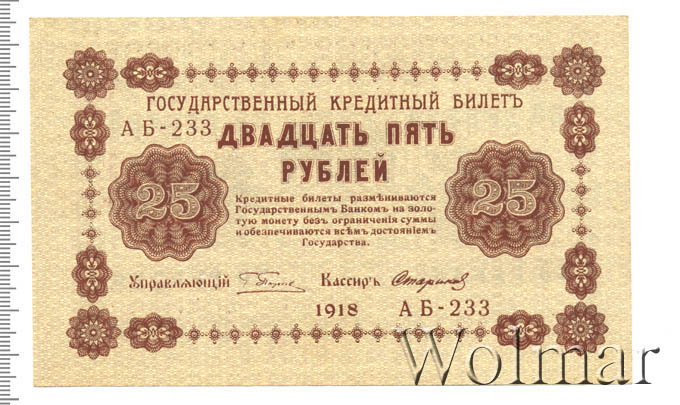 ГОСУДАРСТВЕННЫЙ КРЕДИТНЫЙ БИЛЕТЪ
АБ-233
ДВАДЦАТЬ ПЯТЬ
РУБЛЕЙ
25
25
Кредитные билеты размѣниваются
Государственнымъ Банкомъ на золо-
тую монету безъ ограниченія суммы
и обезпечиваются всѣмъ достояніемъ
Государства.
Управляющій
Кассиръ
1918 АБ-233
Wolmar